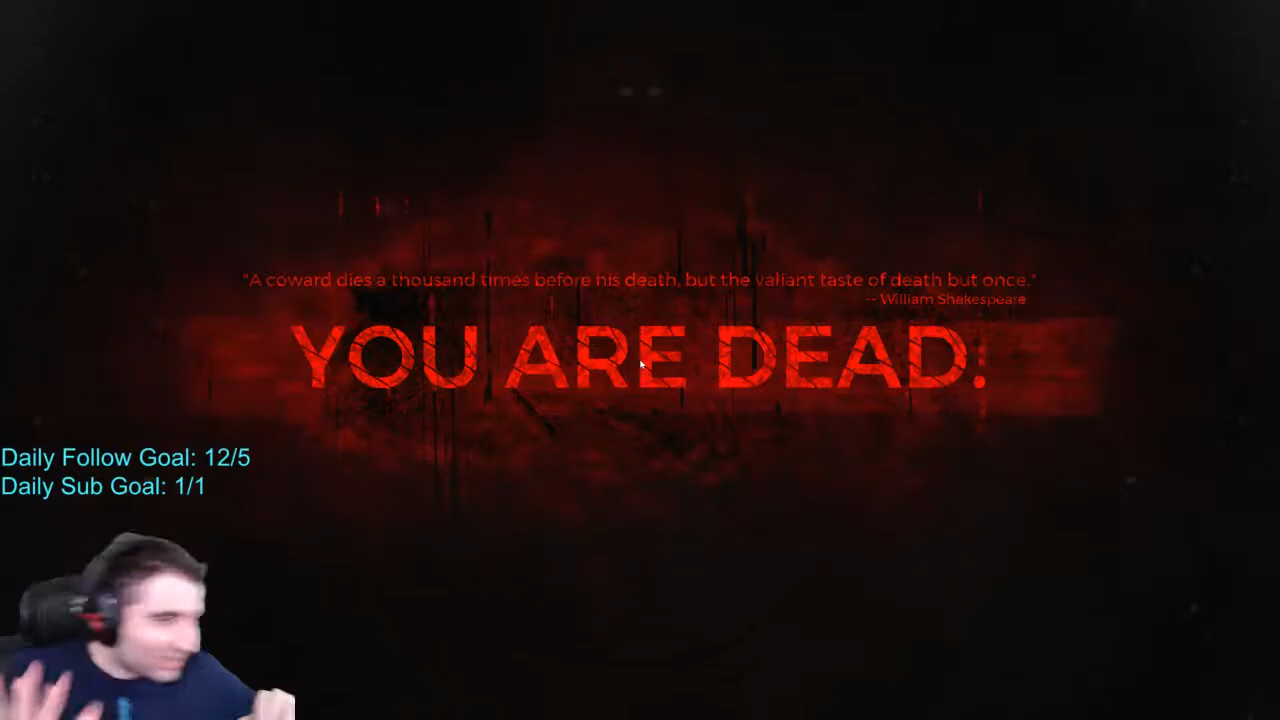 "A coward dies a thousand times before his death, but the valiant taste of death but once."
-- William Shakespeare
YOU ARE DEAD!
Daily Follow Goal: 12/5
Daily Sub Goal: 1/1